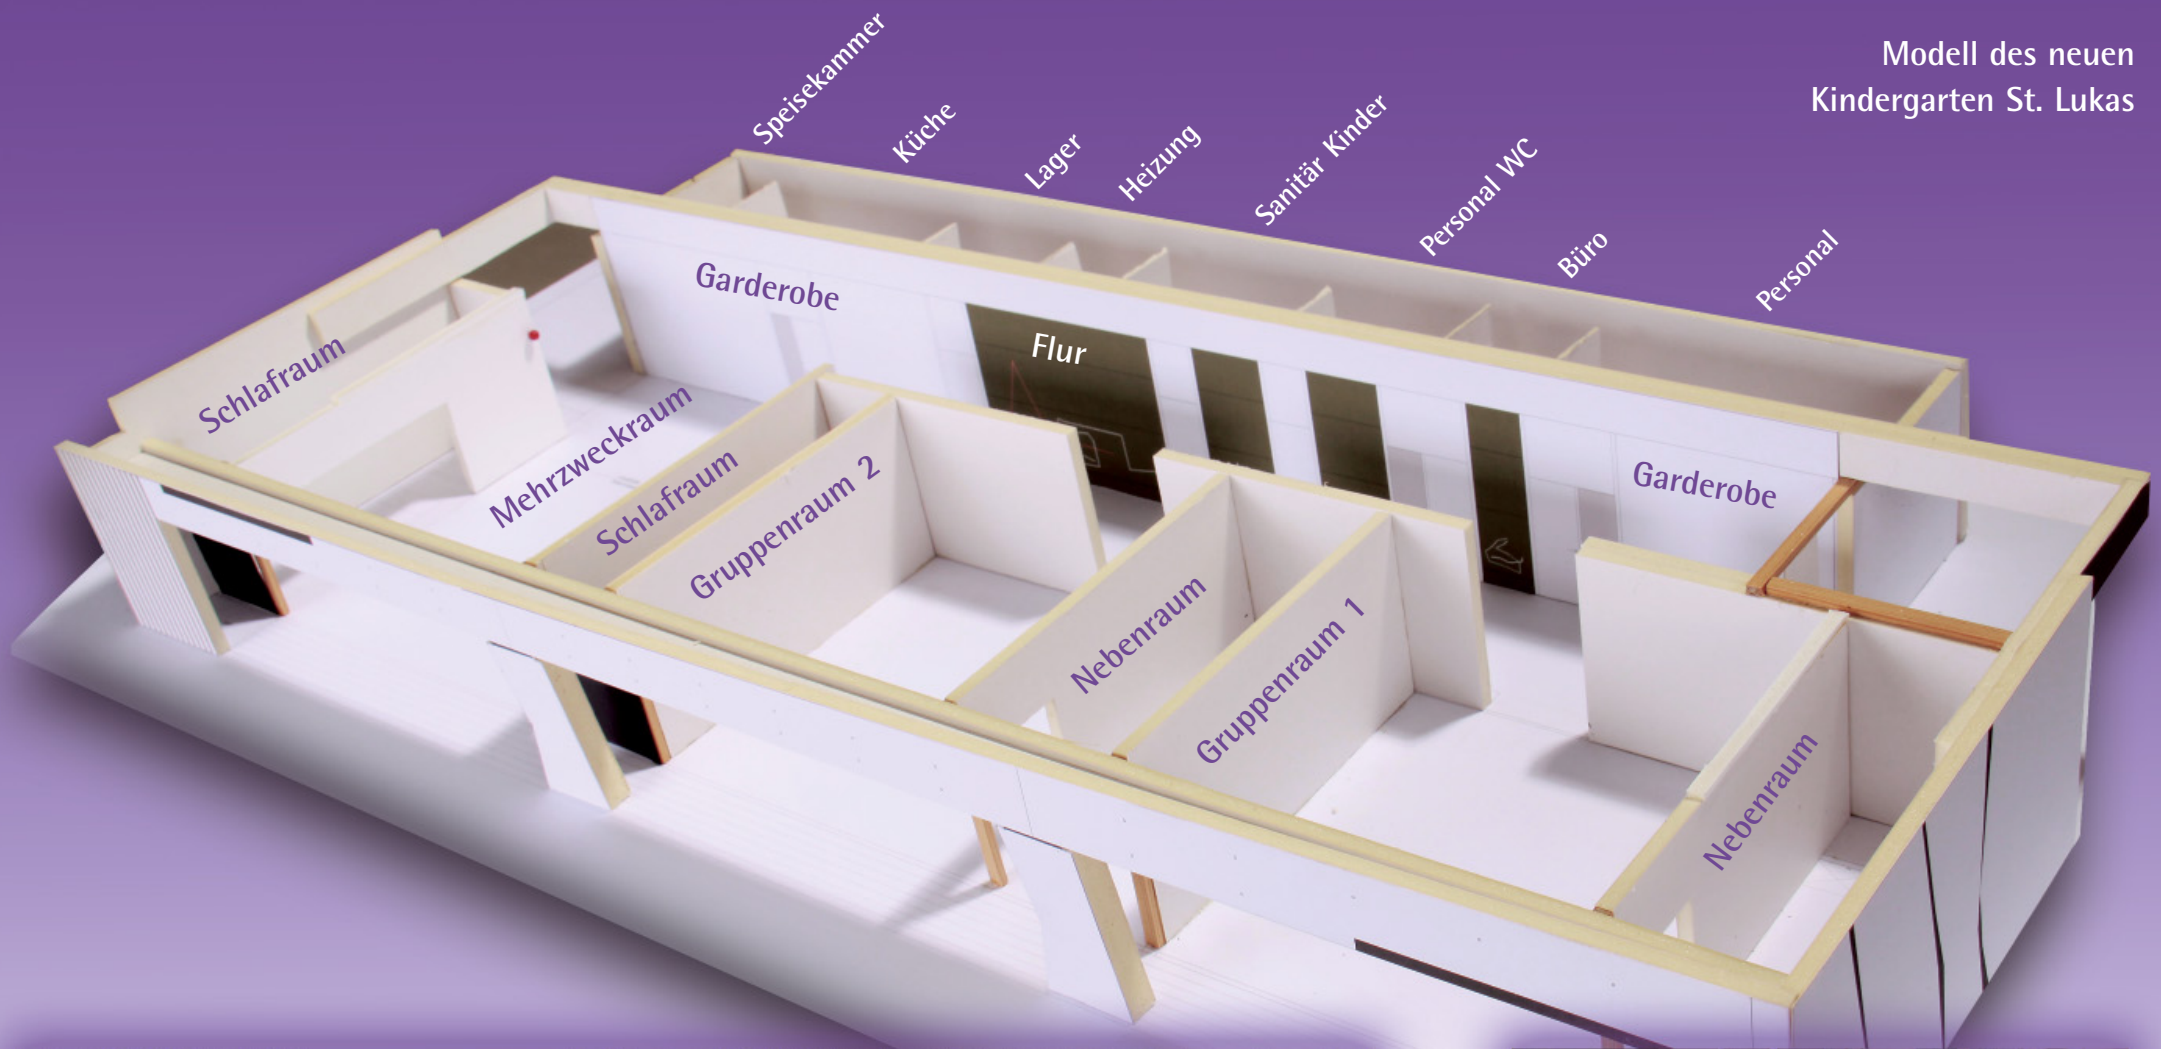 Modell des neuen
Kindergarten St. Lukas
Speisekammer
Küche
Lager
Heizung
Sanitär Kinder
Personal WC
Büro
Personal
Garderobe
Flur
Garderobe
Schlafraum
Mehrzweckraum
Schlafraum
Gruppenraum 2
Nebenraum
Gruppenraum 1
Nebenraum